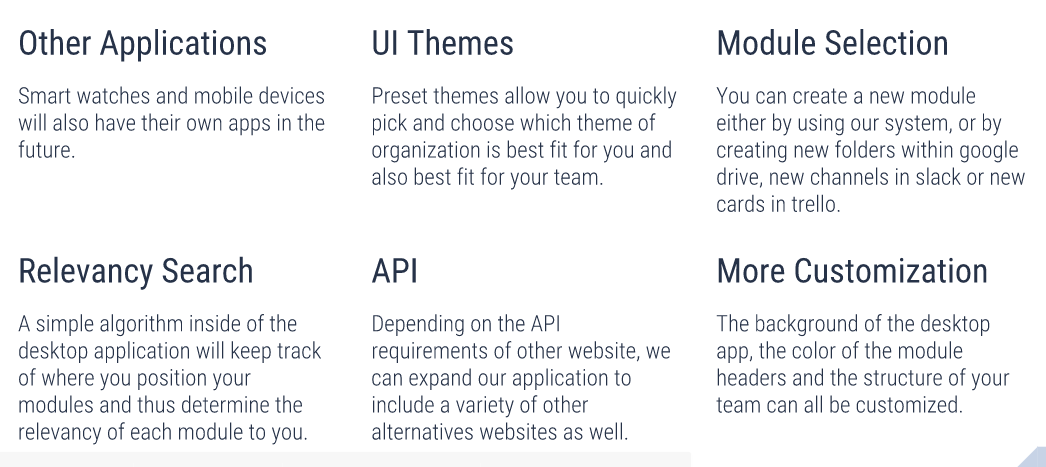 Other Applications
Smart watches and mobile devices
will also have their own apps in the
future.
UI Themes
Preset themes allow you to quickly
pick and choose which theme of
organization is best fit for you and
also best fit for your team.
Module Selection
You can create a new module
either by using our system, or by
creating new folders within google
drive, new channels in slack or new
cards in trello.
Relevancy Search
A simple algorithm inside of the
desktop application will keep track
of where you position your
modules and thus determine the
relevancy of each module to you.
API
Depending on the API
requirements of other website, we
can expand our application to
include a variety of other
alternatives websites as well.
More Customization
The background of the desktop
app, the color of the module
headers and the structure of your
team can all be customized.